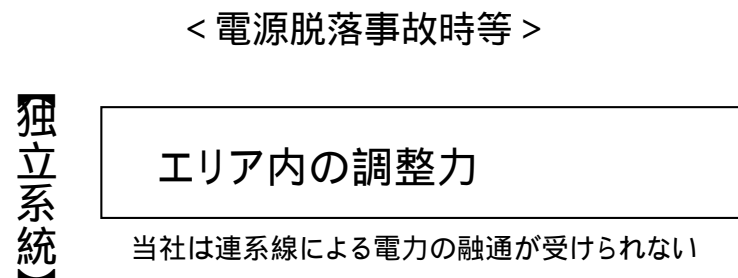 <電源脱落事故時等>
【独立系統】
エリア内の調整力
当社は連系線による電力の融通が受けられない